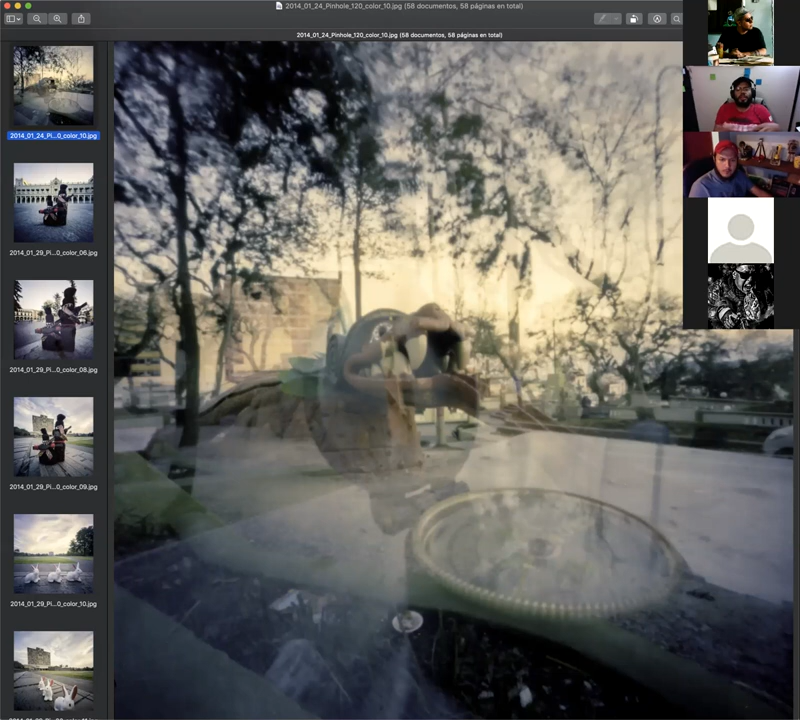 2014_01_24_Pinhole_120_color_10.jpg (58 documentos, 58 páginas en total)
2014_01_24_Pinhole_120_color_10.jpg (58 documentos, 58 páginas en total)
2014_01_24_Pi...0_color_10.jpg
2014_01_29_Pi...0_color_06.jpg
2014_01_29_Pi...0_color_08.jpg
2014_01_29_Pi...0_color_09.jpg
2014_01_29_Pi...0_color_10.jpg